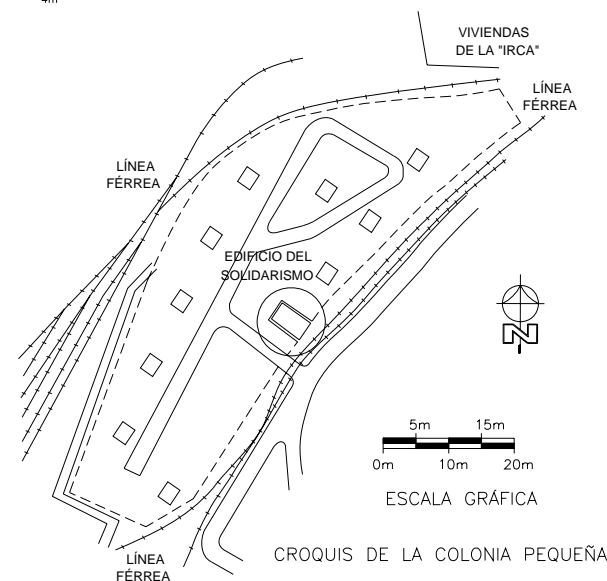 4m
VIVIENDAS
DE LA "IRCA"
LÍNEA
FÉRREA
LÍNEA
FÉRREA
EDIFICIO DEL
SOLIDARISMO
N
5m 15m
0m 10m 20m
ESCALA GRÁFICA
CROQUIS DE LA COLONIA PEQUEÑA
LÍNEA
FÉRREA